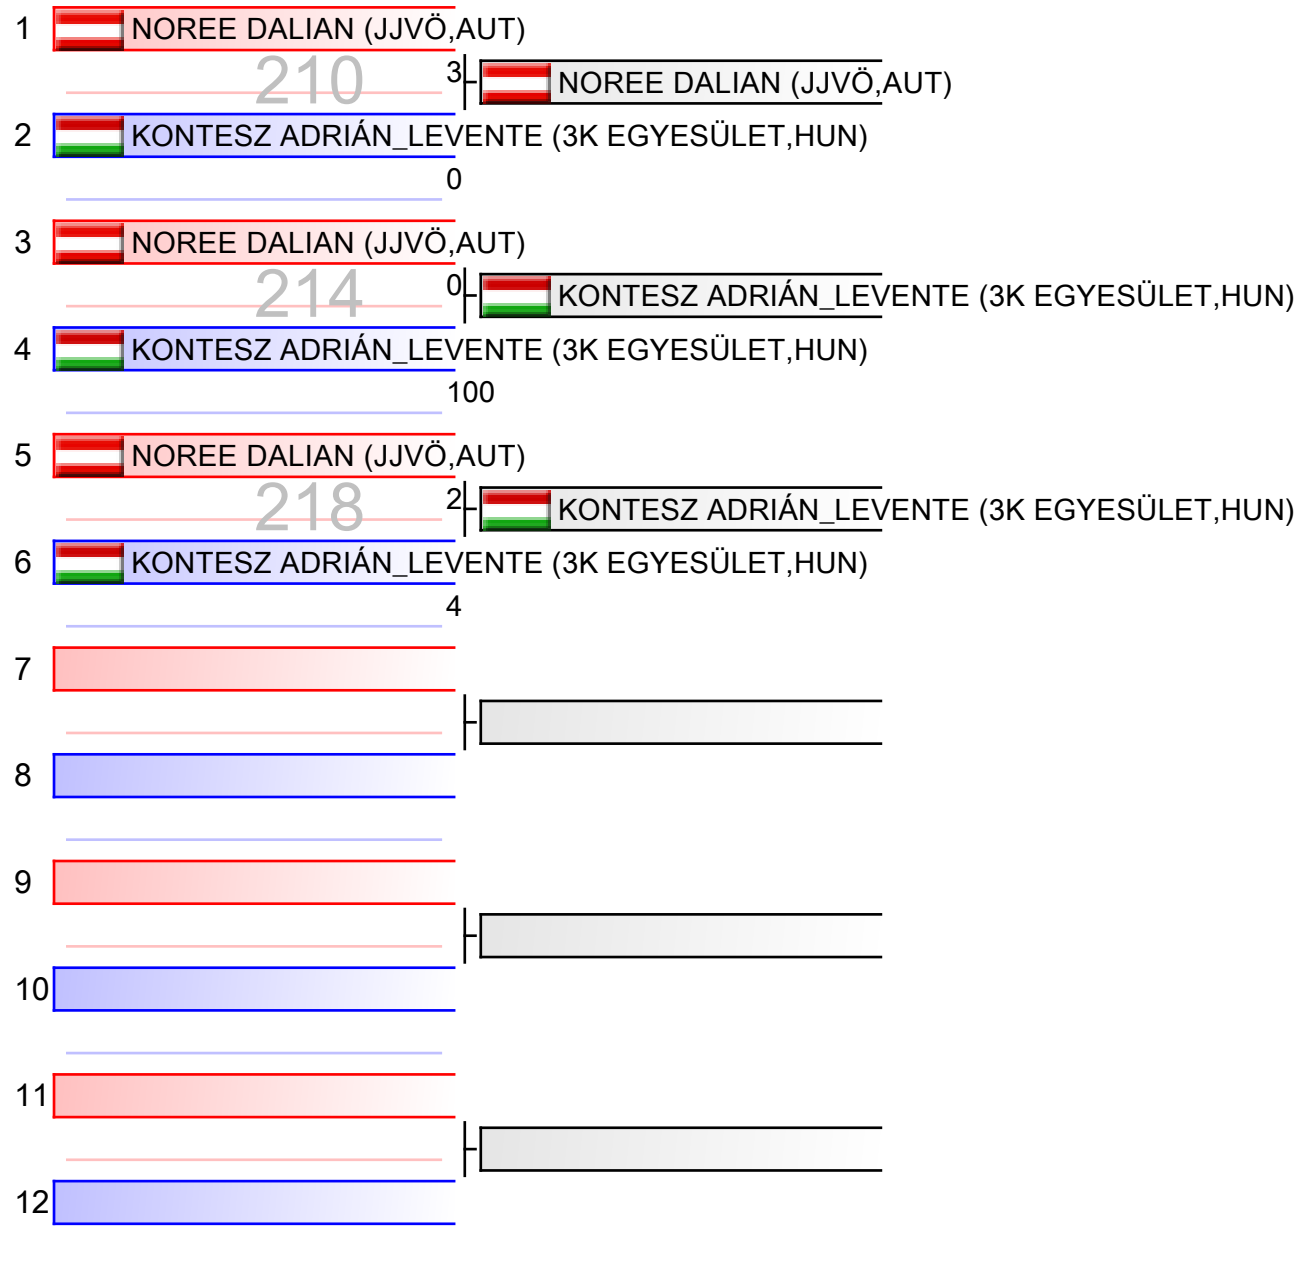 1 NOREE DALIAN (JJVÖ,AUT)
210 3 NOREE DALIAN (JJVÖ,AUT)
2 KONTESZ ADRIÁN_LEVENTE (3K EGYESÜLET,HUN)
0
3 NOREE DALIAN (JJVÖ,AUT)
214 0 KONTESZ ADRIÁN_LEVENTE (3K EGYESÜLET,HUN)
4 KONTESZ ADRIÁN_LEVENTE (3K EGYESÜLET,HUN)
100
5 NOREE DALIAN (JJVÖ,AUT)
218 2 KONTESZ ADRIÁN_LEVENTE (3K EGYESÜLET,HUN)
6 KONTESZ ADRIÁN_LEVENTE (3K EGYESÜLET,HUN)
4
7
8
9
10
11
12